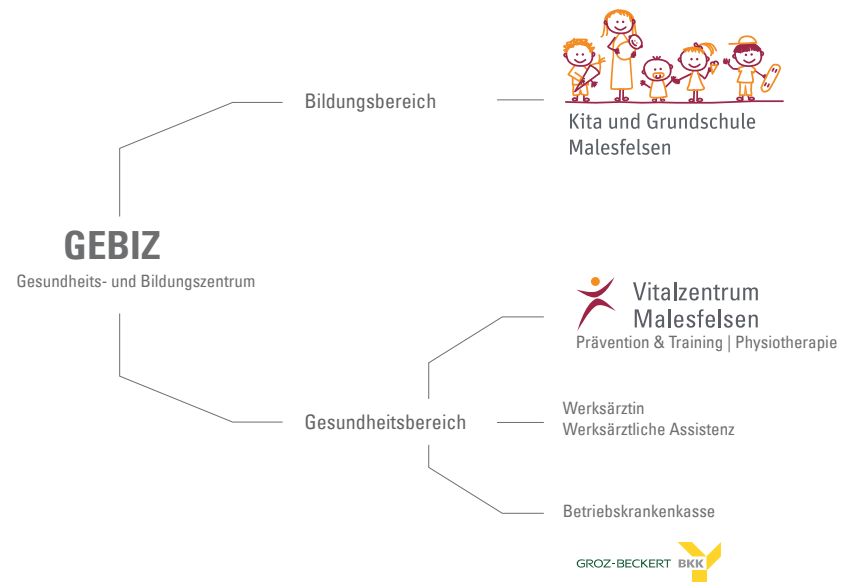 Bildungsbereich
Kita und Grundschule
Malesfelsen
GEBIZ
Gesundheits- und Bildungszentrum
Vitalzentrum
Malesfelsen
Prävention & Training | Physiotherapie
Gesundheitsbereich
Werksärztin
Werksärztliche Assistenz
Betriebskrankenkasse
GROZ-BECKERT BKK